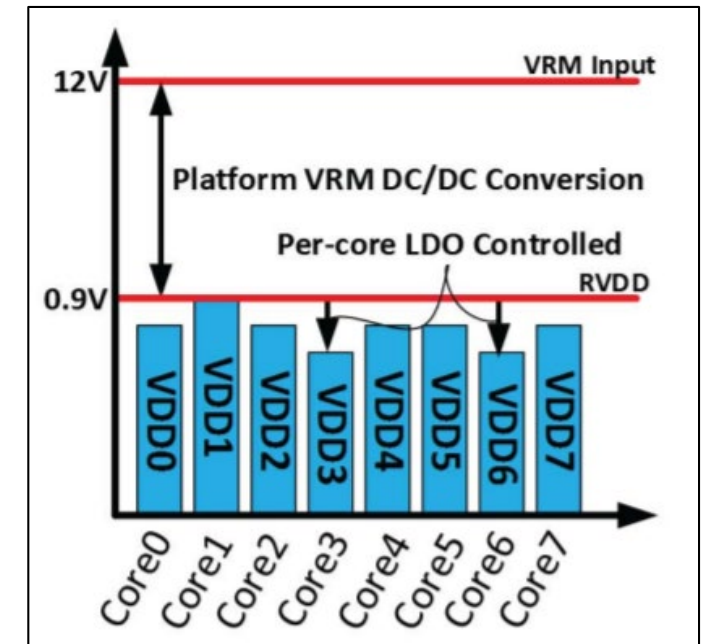 VRM Input
12V
Platform VRM DC/DC Conversion
Per-core LDO Controlled
RVDD
0.9V
VDD0
VDD1
VDD2
VDD3
VDD4
VDD5
VDD6
VDD7
Core0
Core1
Core2
Core3
Core4
Core5
Core6
Core7